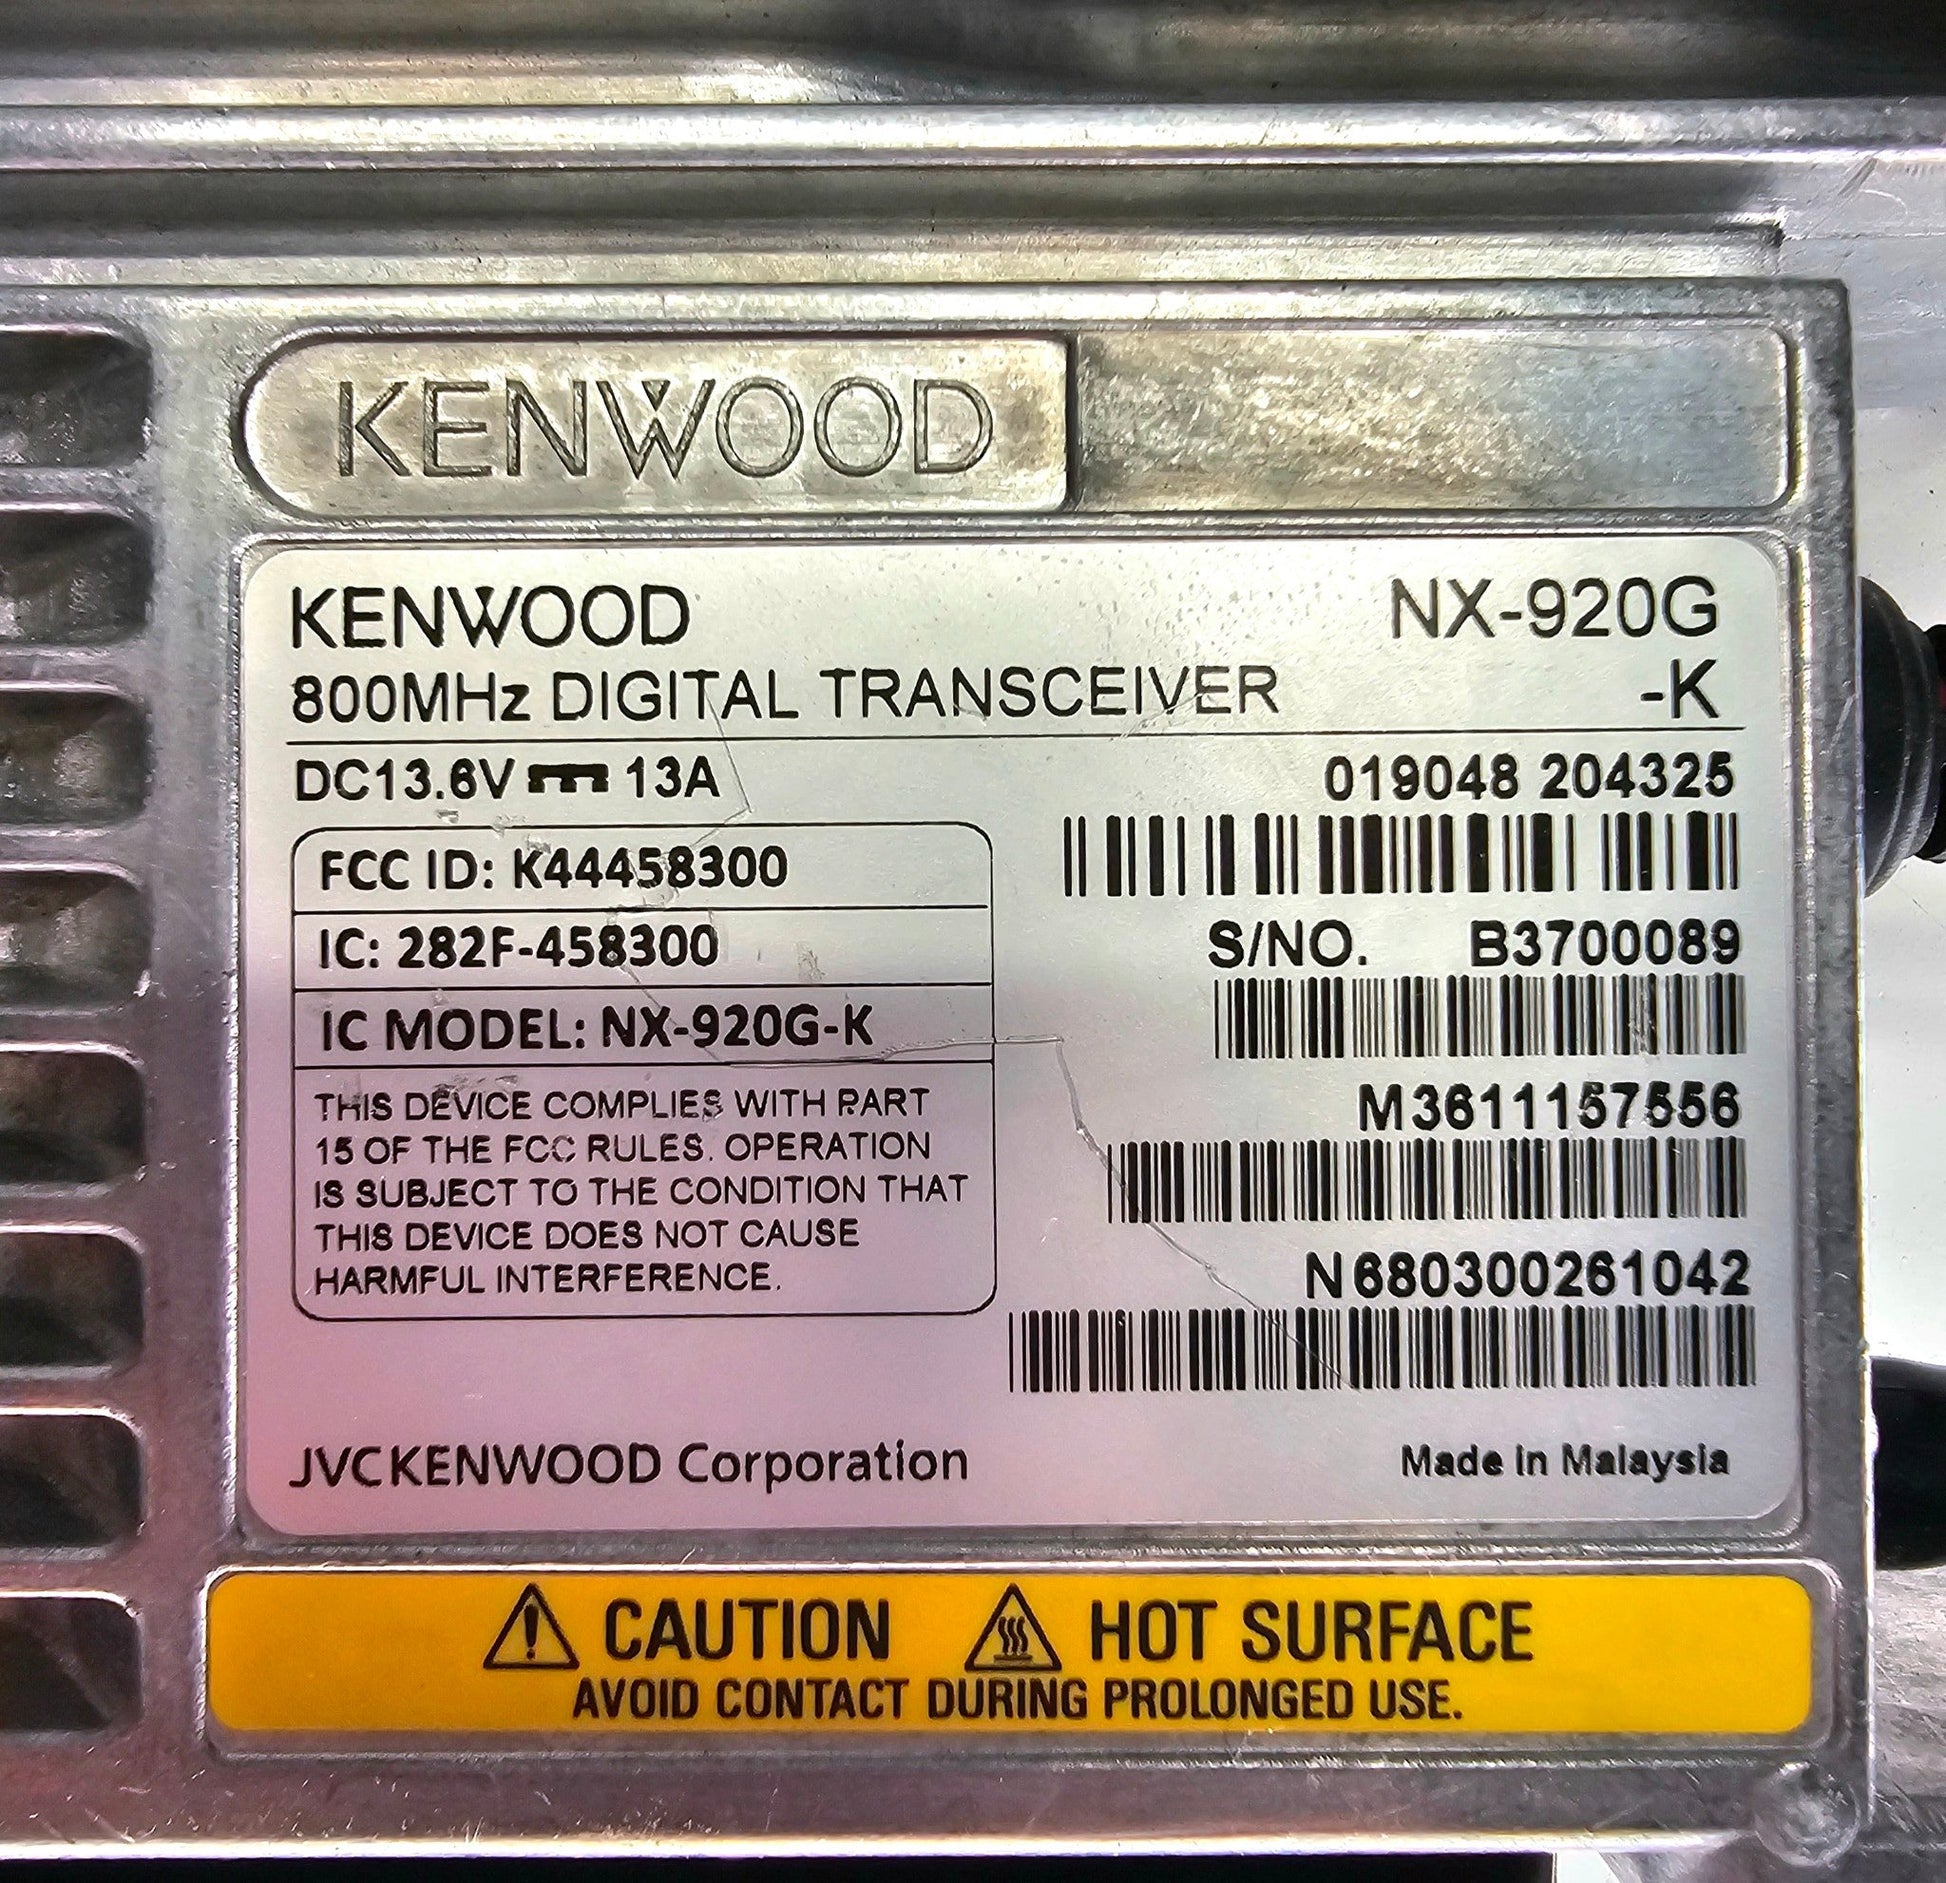 KENWOOD
KENWOOD NX-920G
800MHz DIGITAL TRANSCEIVER -K
DC13.6V 13A
019048 204325
FCC ID: K44458300
IC: 282F-458300
IC MODEL: NX-920G-K
THIS DEVICE COMPLIES WITH PART
15 OF THE FCC RULES. OPERATION
IS SUBJECT TO THE CONDITION THAT
THIS DEVICE DOES NOT CAUSE
HARMFUL INTERFERENCE.
S/NO. B3700089
M3611157556
N680300261042
JVCKENWOOD Corporation
Made in Malaysia
CAUTION HOT SURFACE
AVOID CONTACT DURING PROLONGED USE.